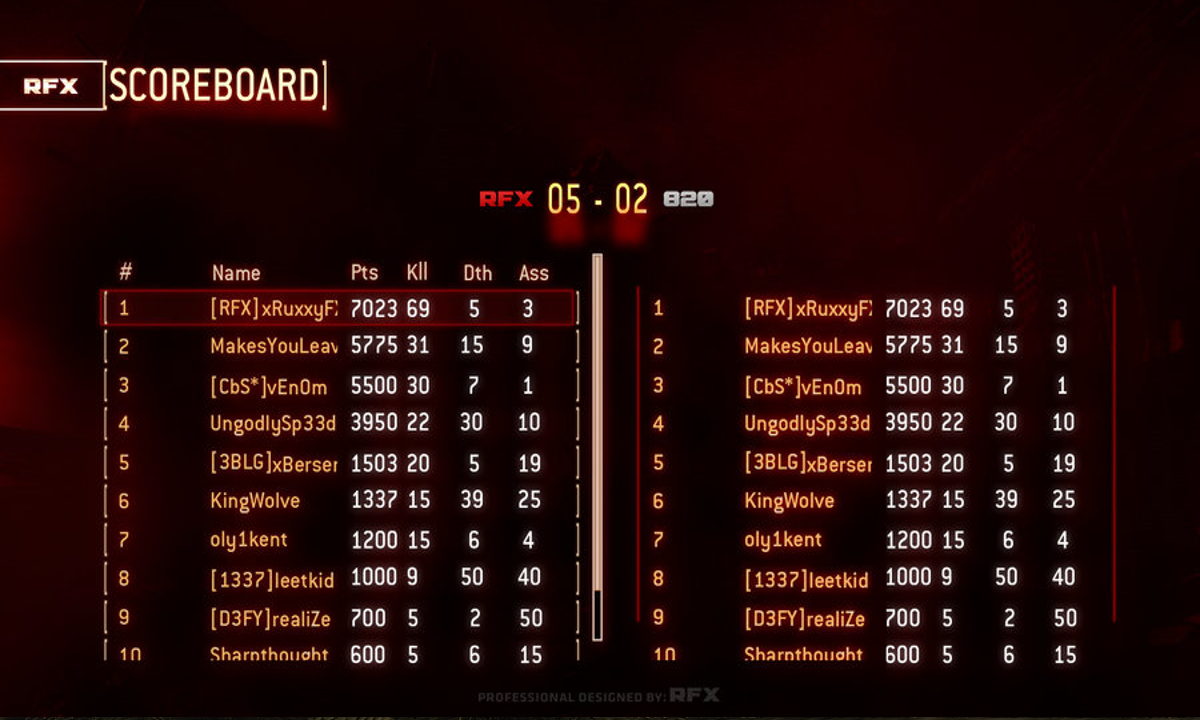 RFX [SCOREBOARD]
RFX 05 - 02 820
# Name Pts Kll Dth Ass
1 [RFX]xRuxxyF 7023 69 5 3 1 [RFX]xRuxxyF 7023 69 5 3
2 MakesYouLeav 5775 31 15 9 2 MakesYouLeav 5775 31 15 9
3 [CbS*]vEn0m 5500 30 7 1 3 [CbS*]vEn0m 5500 30 7 1
4 UngodlySp33d 3950 22 30 10 4 UngodlySp33d 3950 22 30 10
5 [3BLG]xBerser 1503 20 5 19 5 [3BLG]xBerser 1503 20 5 19
6 KingWolve 1337 15 39 25 6 KingWolve 1337 15 39 25
7 oly1kent 1200 15 6 4 7 oly1kent 1200 15 6 4
8 [1337]leetkid 1000 9 50 40 8 [1337]leetkid 1000 9 50 40
9 [D3FY]realiZe 700 5 2 50 9 [D3FY]realiZe 700 5 2 50
10 Sharpthought 600 5 6 15 10 Sharpthought 600 5 6 15
PROFESSIONAL DESIGNED BY: RFX